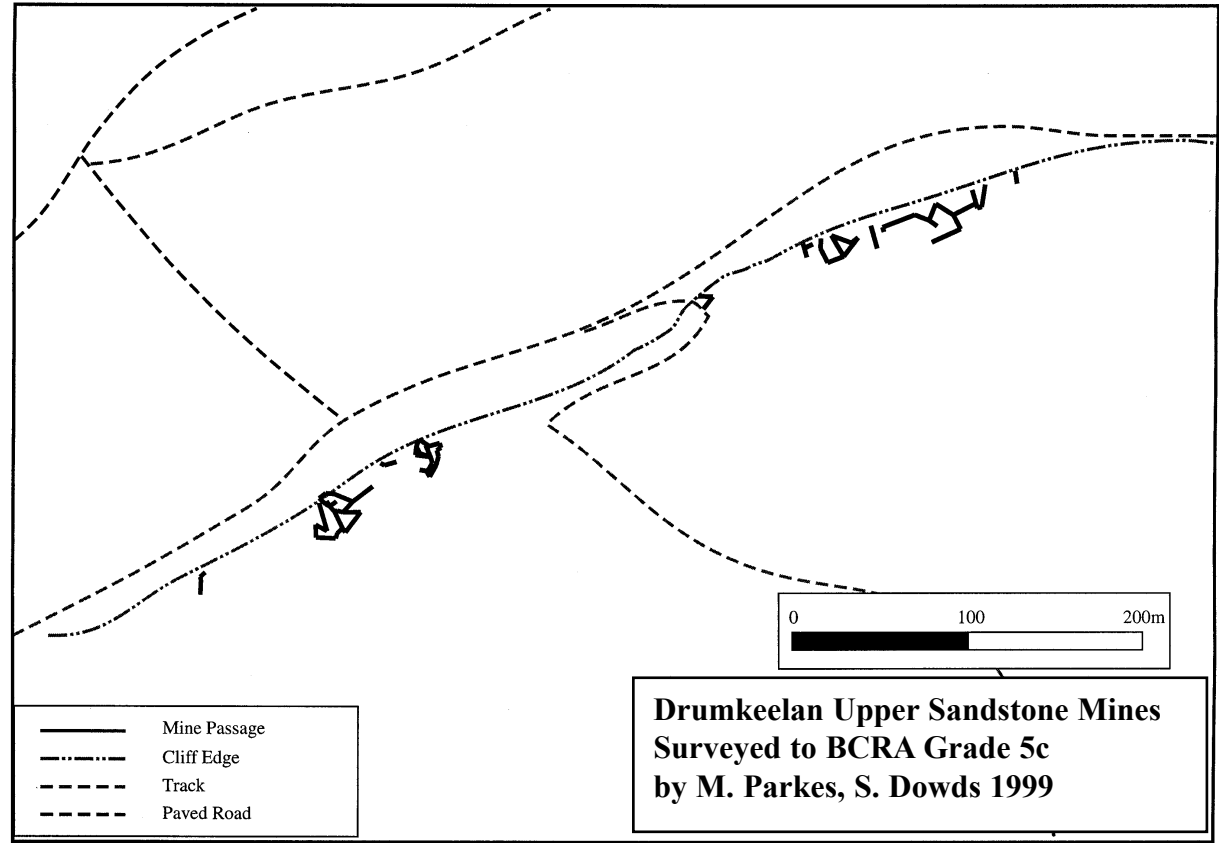 0 100 200m
Drumkeelan Upper Sandstone Mines
Surveyed to BCRA Grade 5c
by M. Parkes, S. Dowds 1999
Mine Passage
Cliff Edge
Track
Paved Road